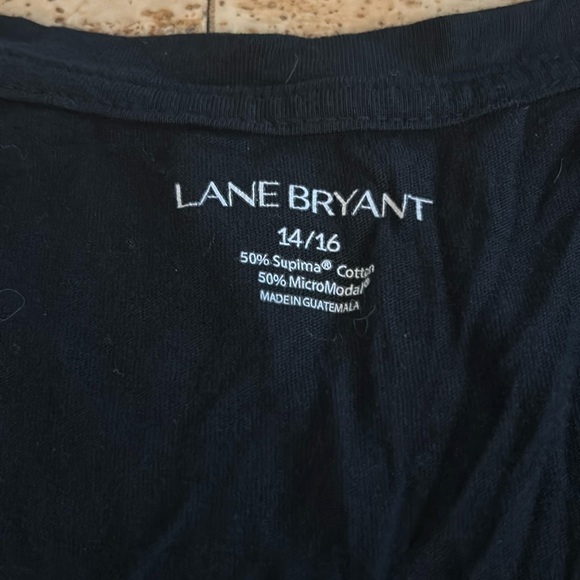 LANE BRYANT
14/16
50% Supima® Cotton
50% MicroModal®
MADE IN GUATEMALA